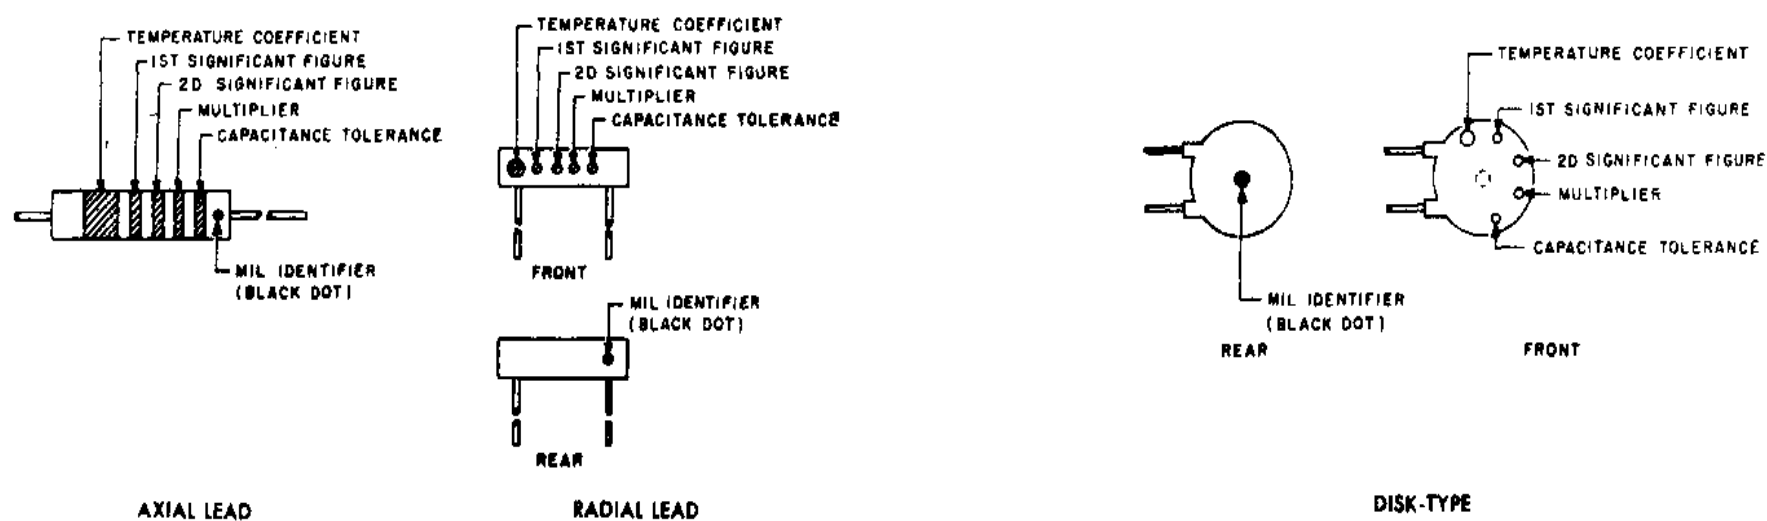 TEMPERATURE COEFFICIENT
1ST SIGNIFICANT FIGURE
2D SIGNIFICANT FIGURE
MULTIPLIER
CAPACITANCE TOLERANCE
MIL IDENTIFIER
(BLACK DOT)
AXIAL LEAD
TEMPERATURE COEFFICIENT
1ST SIGNIFICANT FIGURE
2D SIGNIFICANT FIGURE
MULTIPLIER
CAPACITANCE TOLERANCE
FRONT
MIL IDENTIFIER
(BLACK DOT)
REAR
RADIAL LEAD
MIL IDENTIFIER
(BLACK DOT)
REAR
TEMPERATURE COEFFICIENT
1ST SIGNIFICANT FIGURE
2D SIGNIFICANT FIGURE
MULTIPLIER
CAPACITANCE TOLERANCE
FRONT
DISK-TYPE